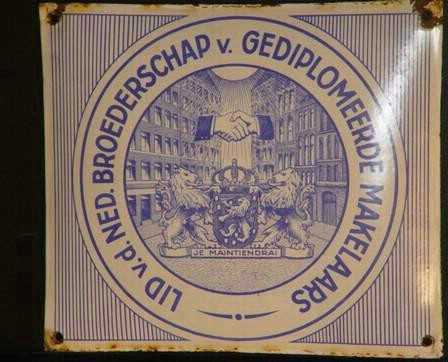 LID v.d. NED. BROEDERSCHAP v. GEDIPLOMEERDE MAKELAARS
JE MAINTIENDRAI